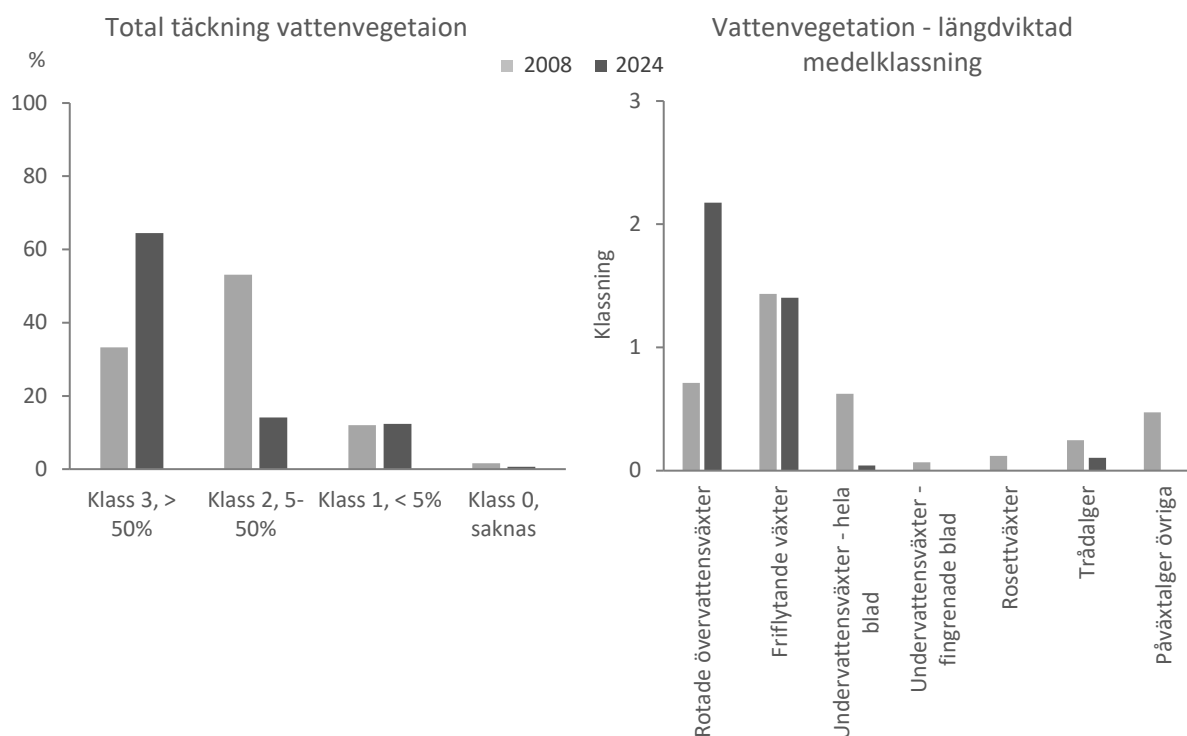 Total täckning vattenvegetaion
%
100
80
60
40
20
0
Klass 3, >
50%
Klass 2, 5-
50%
Klass 1, < 5%
Klass 0,
saknas
2008
2024
Vattenvegetation - längdviktad
medelklassning
Klassning
3
2
1
0
Rotade övervattensväxter
Friflytande växter
Undervattensväxter - hela
blad
Undervattensväxter -
fingrenade blad
Rosettväxter
Trådalger
Påväxtalger övriga